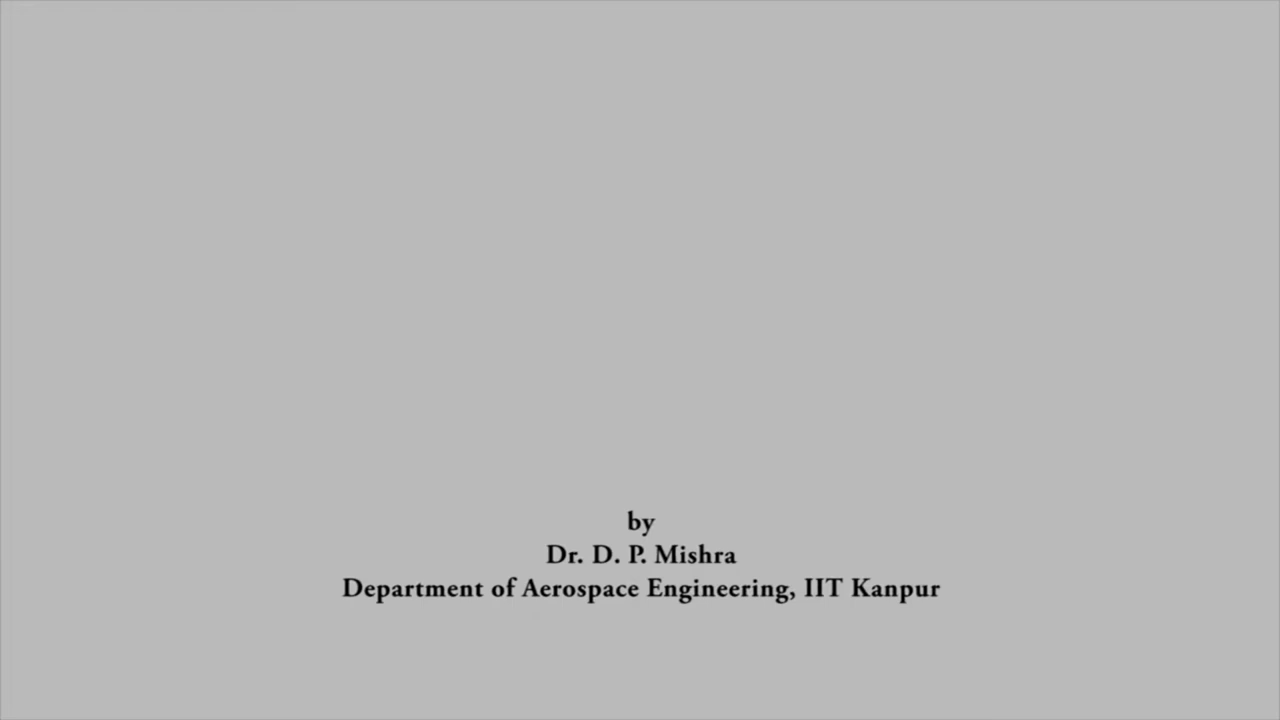 by
Dr. D. P. Mishra
Department of Aerospace Engineering, IIT Kanpur